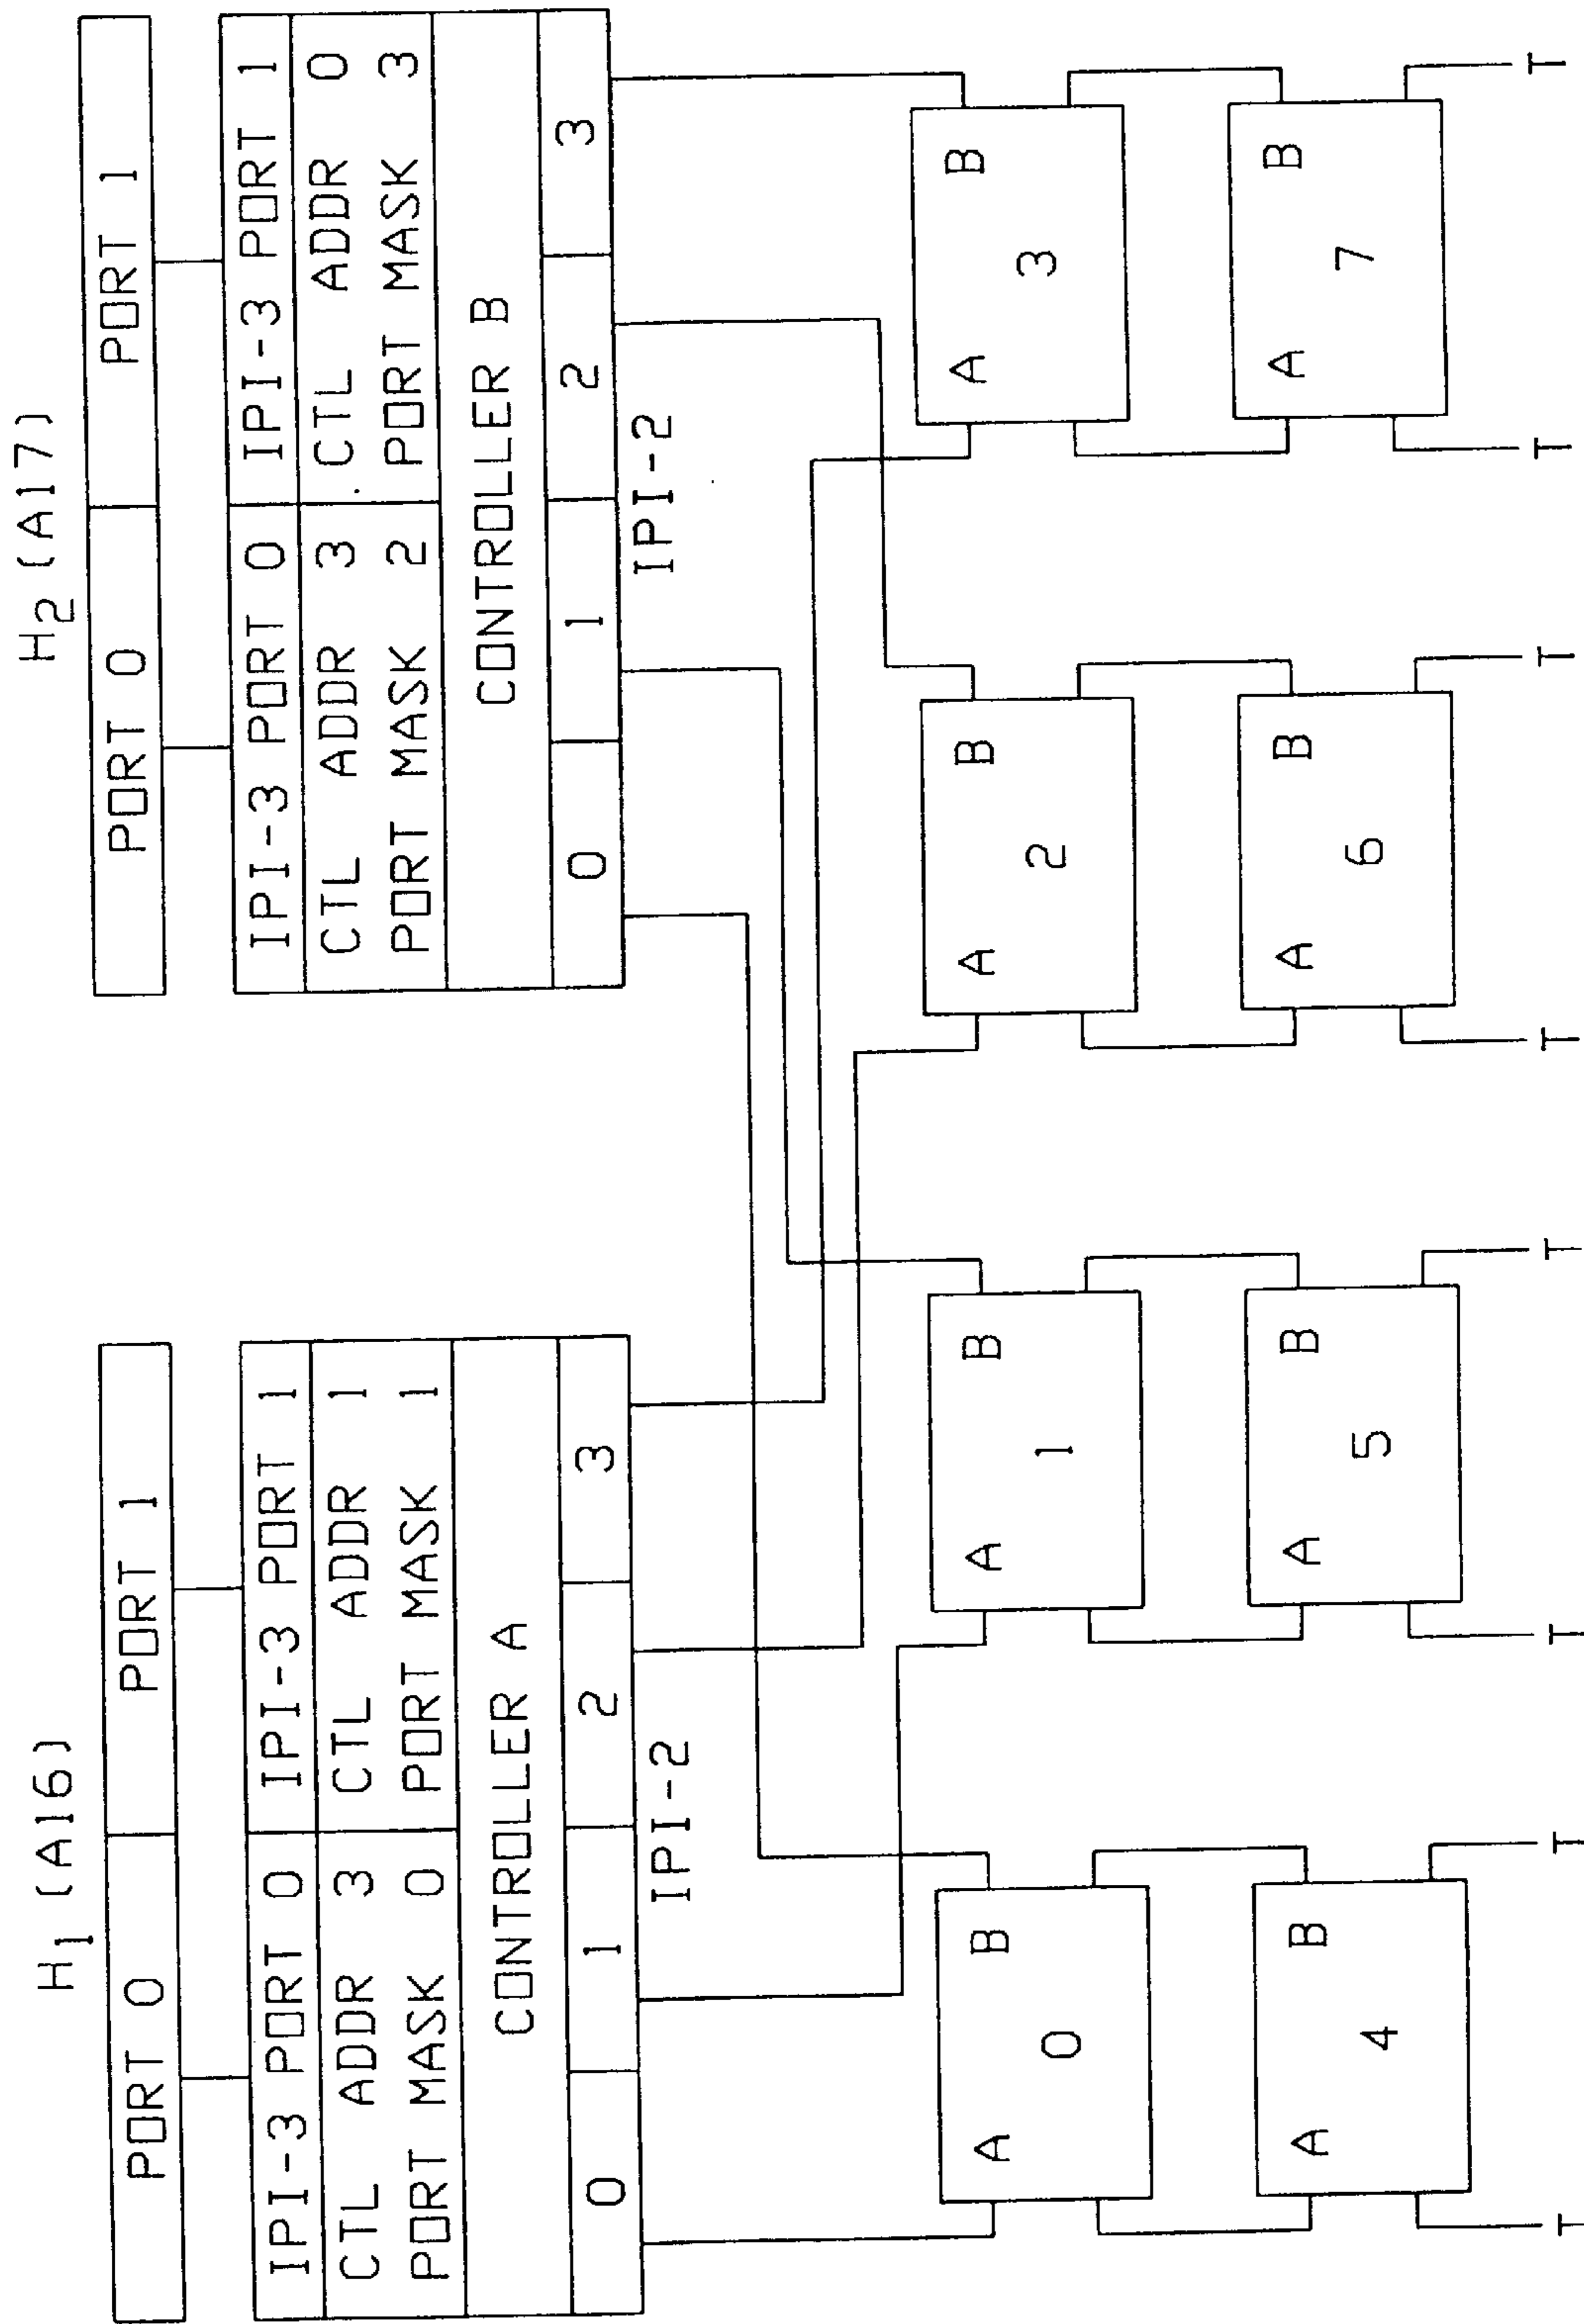 H1 (A16)
PORT 0 PORT 1
IPI-3 PORT 0 IPI-3 PORT 1
CTL ADDR 3 CTL ADDR 1
PORT MASK 0 PORT MASK 1
CONTROLLER A
0 1 2 3
IPI-2
H2 (A17)
PORT 0 PORT 1
IPI-3 PORT 0 IPI-3 PORT 1
CTL ADDR 3 CTL ADDR 0
PORT MASK 2 PORT MASK 3
CONTROLLER B
0 1 2 3
IPI-2
A B A B A B A B
0 1 2 3
A B A B A B A B
4 5 6 7
T T T T T T T T